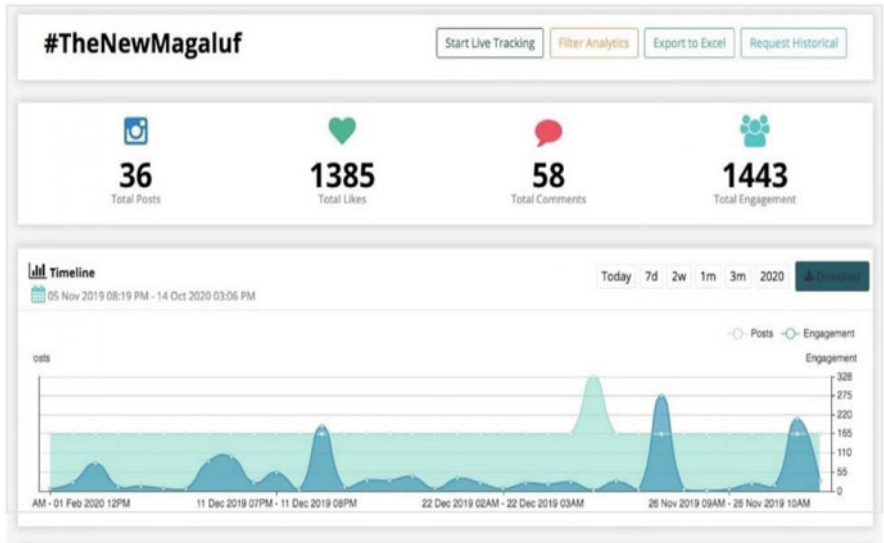 #TheNewMagaluf
Start Live Tracking Filter Analytics Export to Excel Request Historical
36 1385 58 1443
Total Posts Total Likes Total Comments Total Engagement
Timeline
05 Nov 2019 08:19 PM - 14 Oct 2020 03:06 PM
Today 7d 2w 1m 3m 2020 Download
Posts Engagement
osts Engagement
328
275
220
165
110
55
0
AM - 01 Feb 2020 12PM 11 Dec 2019 07PM - 11 Dec 2019 08PM 22 Dec 2019 02AM - 22 Dec 2019 03AM 26 Nov 2019 09AM - 26 Nov 2019 10AM